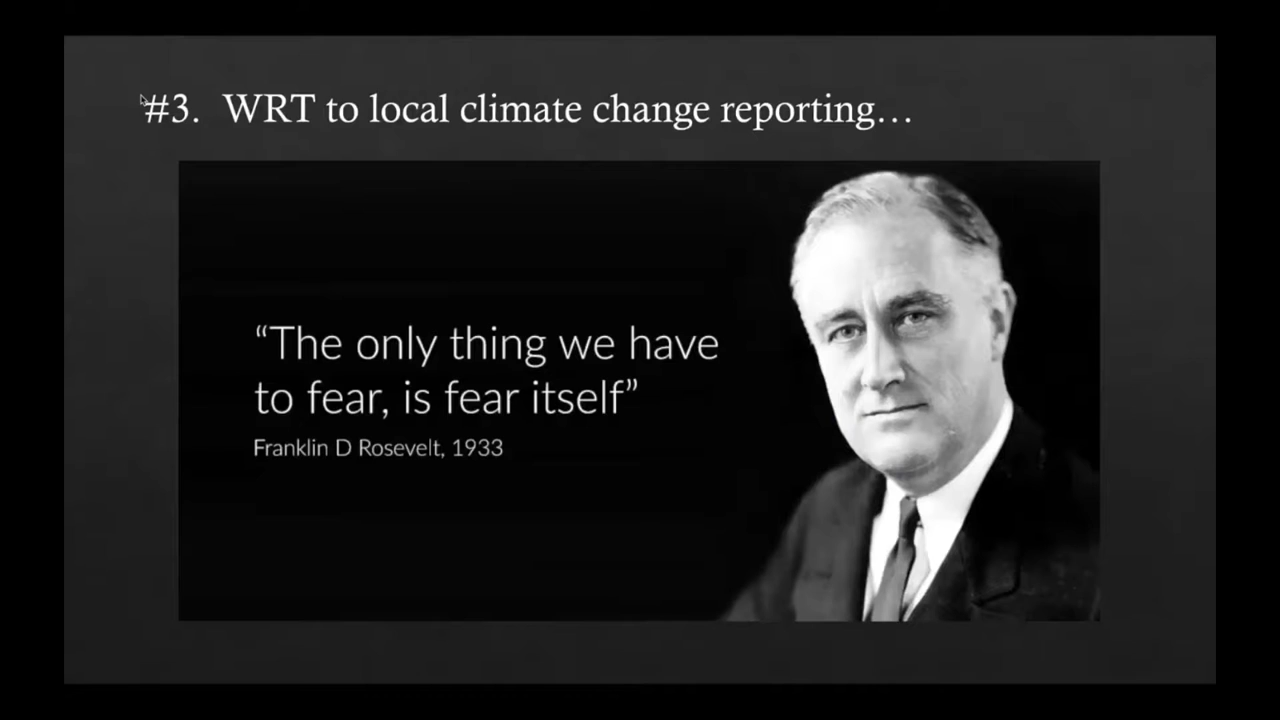 #3. WRT to local climate change reporting…
“The only thing we have
to fear, is fear itself”
Franklin D Rosevelt, 1933